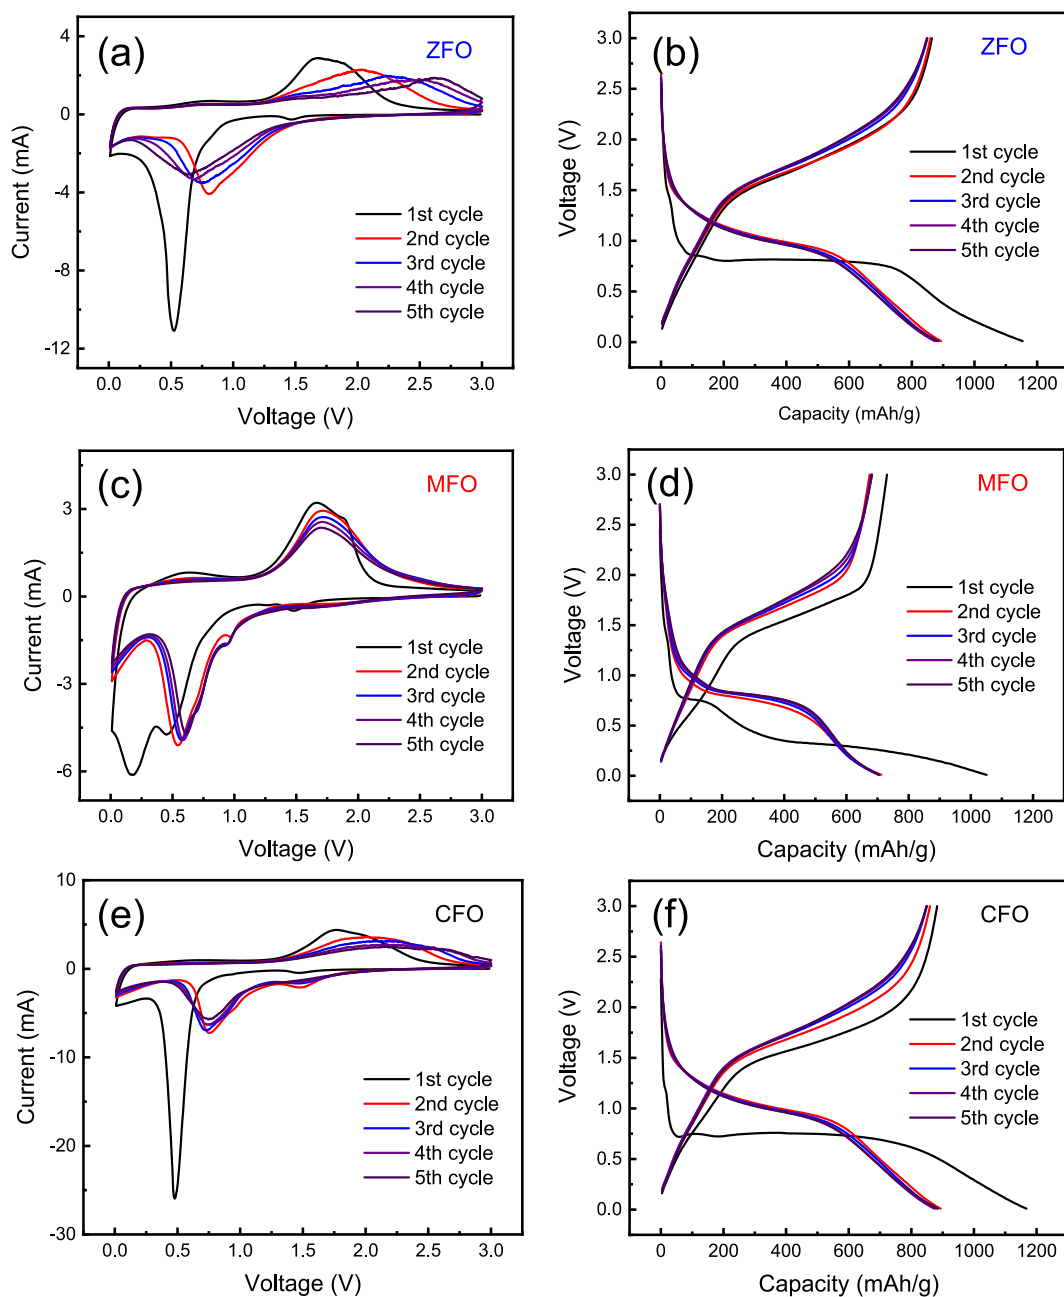 (a)
ZFO
4
0
-4
-8
-12
Current (mA)
1st cycle
2nd cycle
3rd cycle
4th cycle
5th cycle
0.0 0.5 1.0 1.5 2.0 2.5 3.0
Voltage (V)
(b)
ZFO
3.0
2.5
2.0
1.5
1.0
0.5
0.0
Voltage (V)
1st cycle
2nd cycle
3rd cycle
4th cycle
5th cycle
0 200 400 600 800 1000 1200
Capacity (mAh/g)
(c)
MFO
3
0
-3
-6
Current (mA)
1st cycle
2nd cycle
3rd cycle
4th cycle
5th cycle
0.0 0.5 1.0 1.5 2.0 2.5 3.0
Voltage (V)
(d)
MFO
3.0
2.5
2.0
1.5
1.0
0.5
0.0
Voltage (V)
1st cycle
2nd cycle
3rd cycle
4th cycle
5th cycle
0 200 400 600 800 1000 1200
Capacity (mAh/g)
(e)
CFO
10
0
-10
-20
-30
Current (mA)
1st cycle
2nd cycle
3rd cycle
4th cycle
5th cycle
0.0 0.5 1.0 1.5 2.0 2.5 3.0
Voltage (V)
(f)
CFO
3.0
2.5
2.0
1.5
1.0
0.5
0.0
Voltage (v)
1st cycle
2nd cycle
3rd cycle
4th cycle
5th cycle
0 200 400 600 800 1000 1200
Capacity (mAh/g)